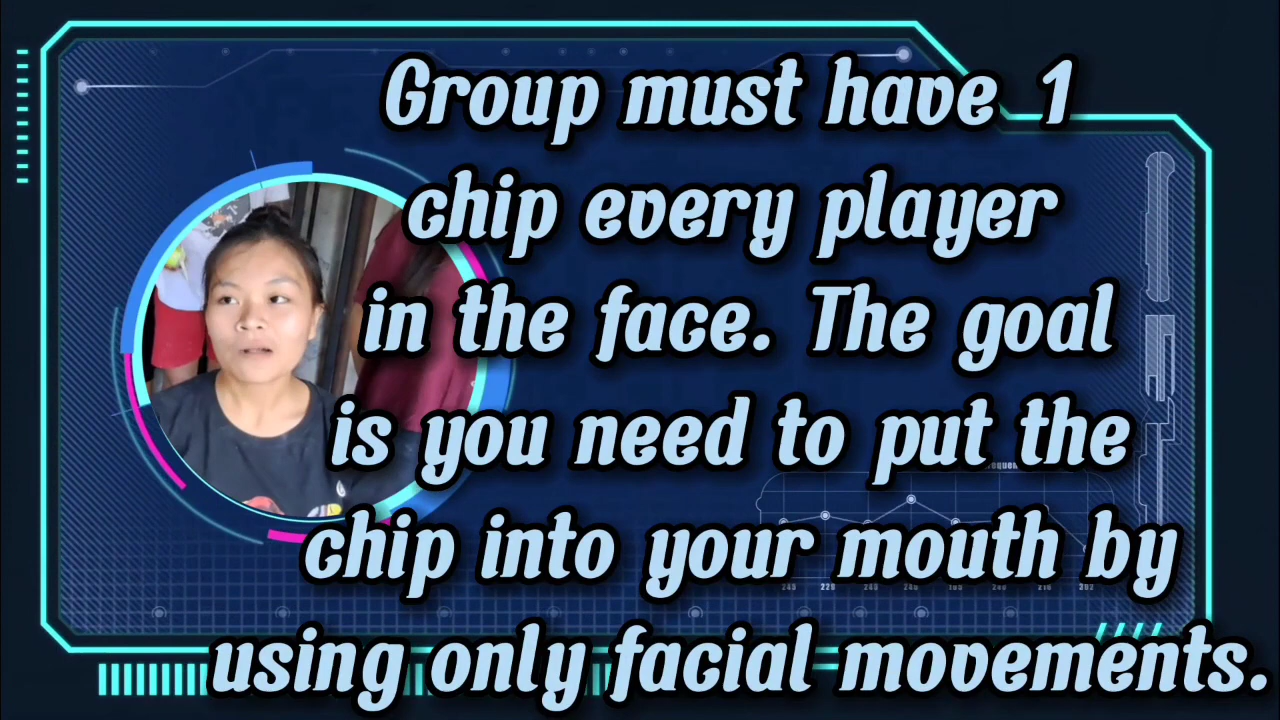 Group must have 1
chip every player
in the face. The goal
is you need to put the
chip into your mouth by
using only facial movements.
229